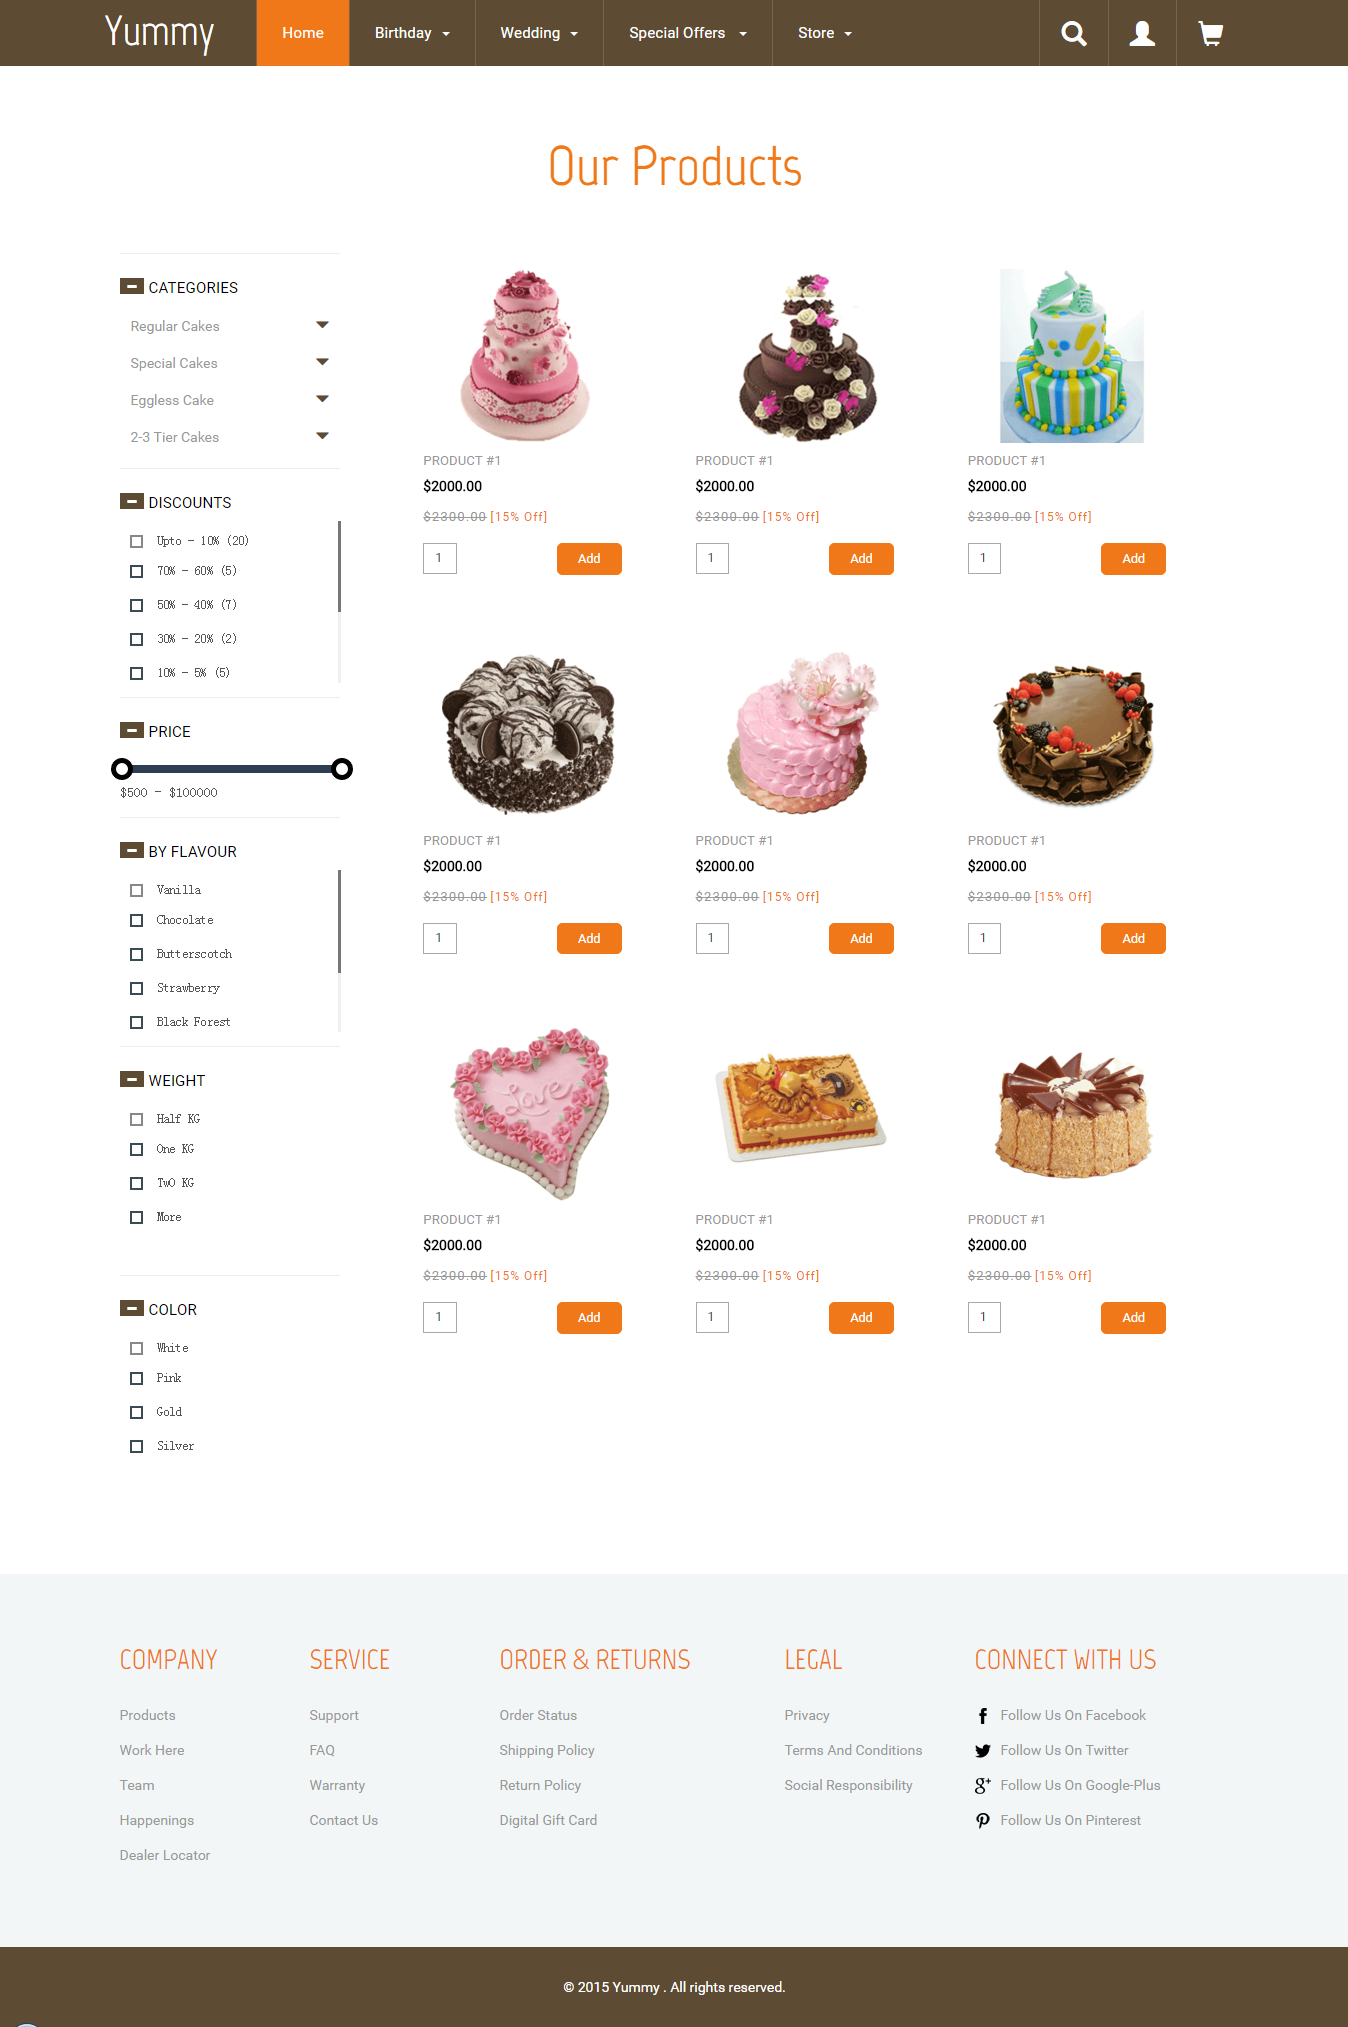 Yummy
Home
Birthday
Wedding
Special Offers
Store
Our Products
CATEGORIES
Regular Cakes
Special Cakes
Eggless Cake
2-3 Tier Cakes
DISCOUNTS
Upto - 10% (20)
70% - 60% (5)
50% - 40% (7)
30% - 20% (2)
10% - 5% (5)
PRICE
$500 - $100000
BY FLAVOUR
Vanilla
Chocolate
Butterscotch
Strawberry
Black Forest
WEIGHT
Half KG
One KG
TwO KG
More
COLOR
White
Pink
Gold
Silver
PRODUCT #1
$2000.00
$2300.00 [15% Off]
1 Add
PRODUCT #1
$2000.00
$2300.00 [15% Off]
1 Add
PRODUCT #1
$2000.00
$2300.00 [15% Off]
1 Add
PRODUCT #1
$2000.00
$2300.00 [15% Off]
1 Add
PRODUCT #1
$2000.00
$2300.00 [15% Off]
1 Add
PRODUCT #1
$2000.00
$2300.00 [15% Off]
1 Add
Love
PRODUCT #1
$2000.00
$2300.00 [15% Off]
1 Add
PRODUCT #1
$2000.00
$2300.00 [15% Off]
1 Add
PRODUCT #1
$2000.00
$2300.00 [15% Off]
1 Add
COMPANY
Products
Work Here
Team
Happenings
Dealer Locator
SERVICE
Support
FAQ
Warranty
Contact Us
ORDER & RETURNS
Order Status
Shipping Policy
Return Policy
Digital Gift Card
LEGAL
Privacy
Terms And Conditions
Social Responsibility
CONNECT WITH US
Follow Us On Facebook
Follow Us On Twitter
Follow Us On Google-Plus
Follow Us On Pinterest
© 2015 Yummy . All rights reserved.